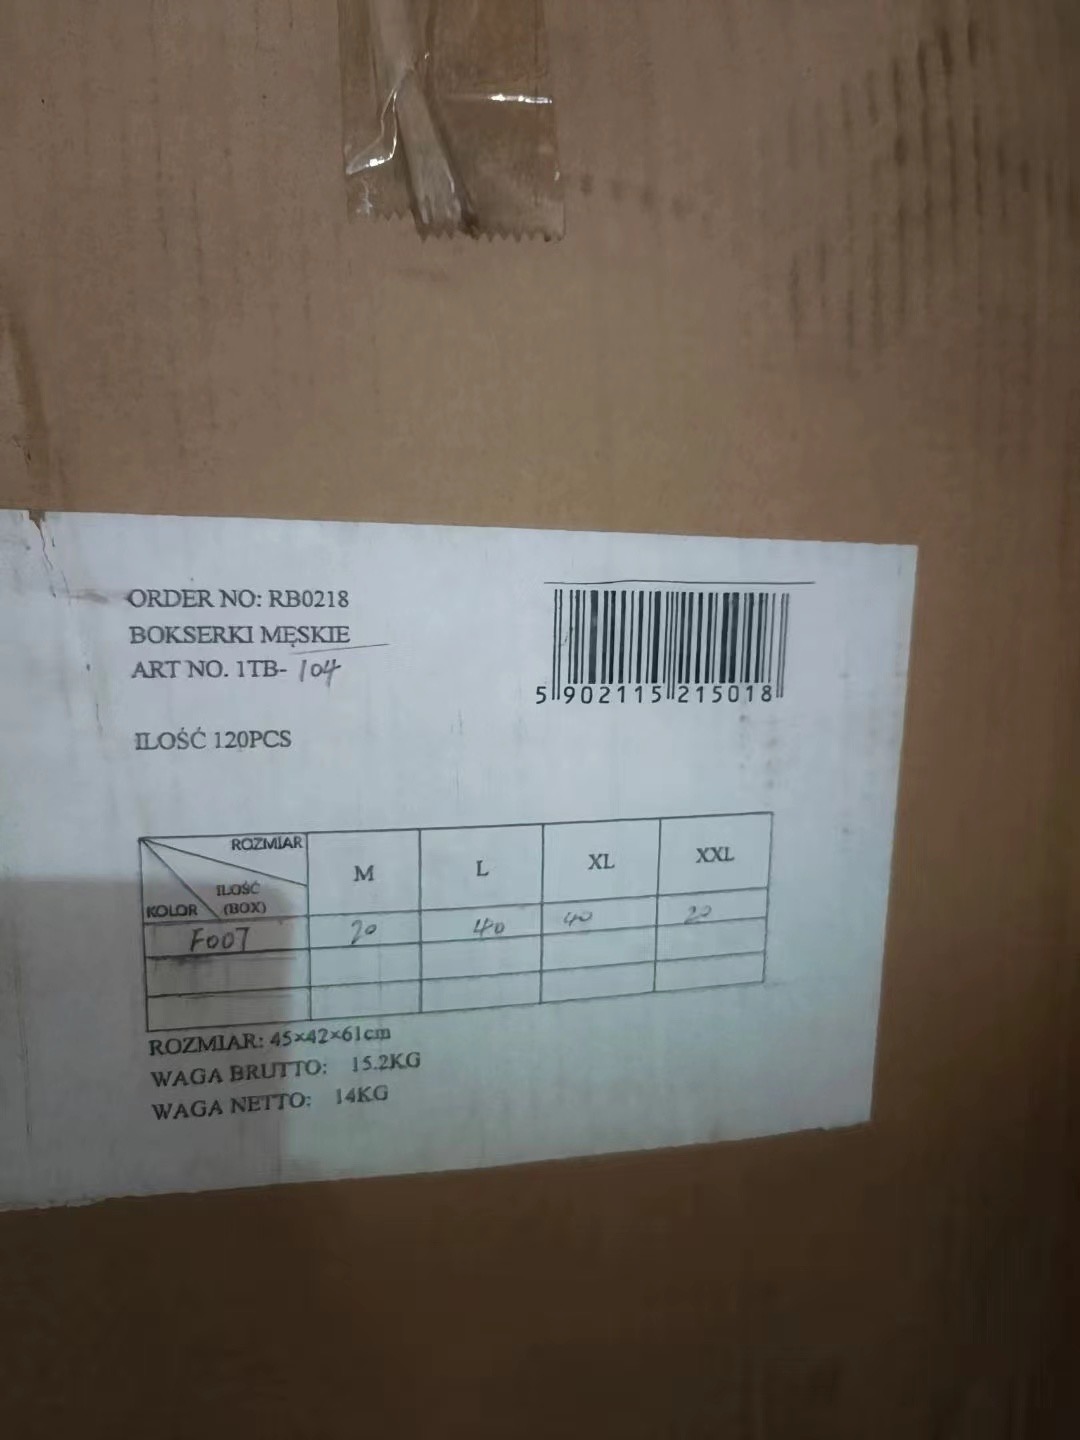 ORDER NO: RB0218
BOKSERKI MĘSKIE
ART NO. 1TB-104
5 902115 215018
ILOŚĆ 120PCS
ROZMIAR
ILOŚĆ
(BOX)
KOLOR
M L XL XXL
F007 20 40 40 20
ROZMIAR: 45×42×61cm
WAGA BRUTTO: 15.2KG
WAGA NETTO: 14KG